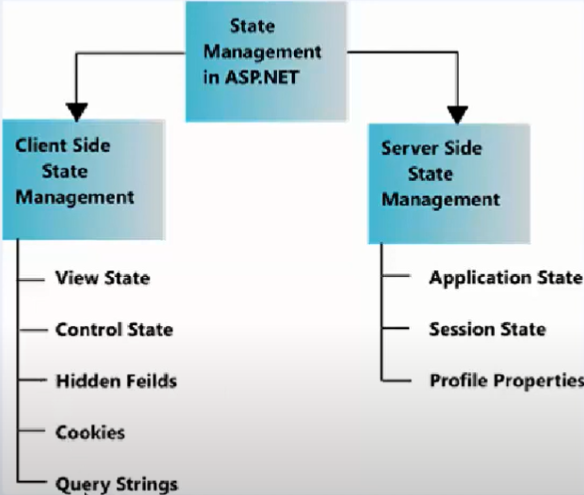 State
Management
in ASP.NET
Client Side
State
Management
View State
Control State
Hidden Feilds
Cookies
Query Strings
Server Side
State
Management
Application State
Session State
Profile Properties